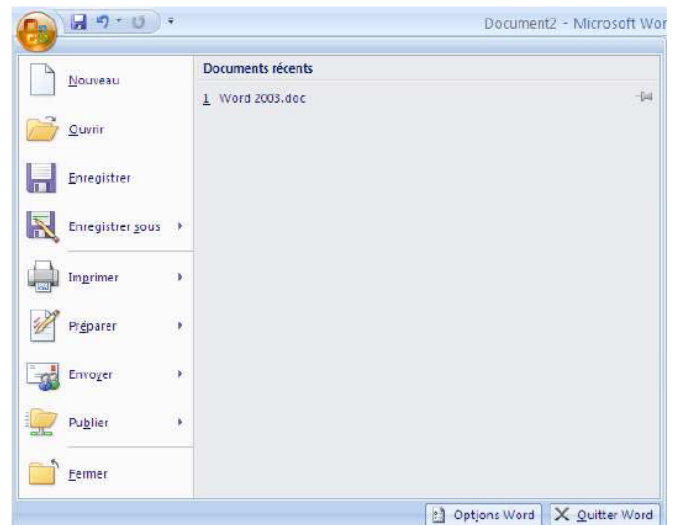 Document2 - Microsoft Wor
Documents récents
1 Word 2003.doc
Nouveau
Ouvrir
Enregistrer
Enregistrer sous
Imprimer
Préparer
Envoyer
Publier
Fermer
Options Word
Quitter Word